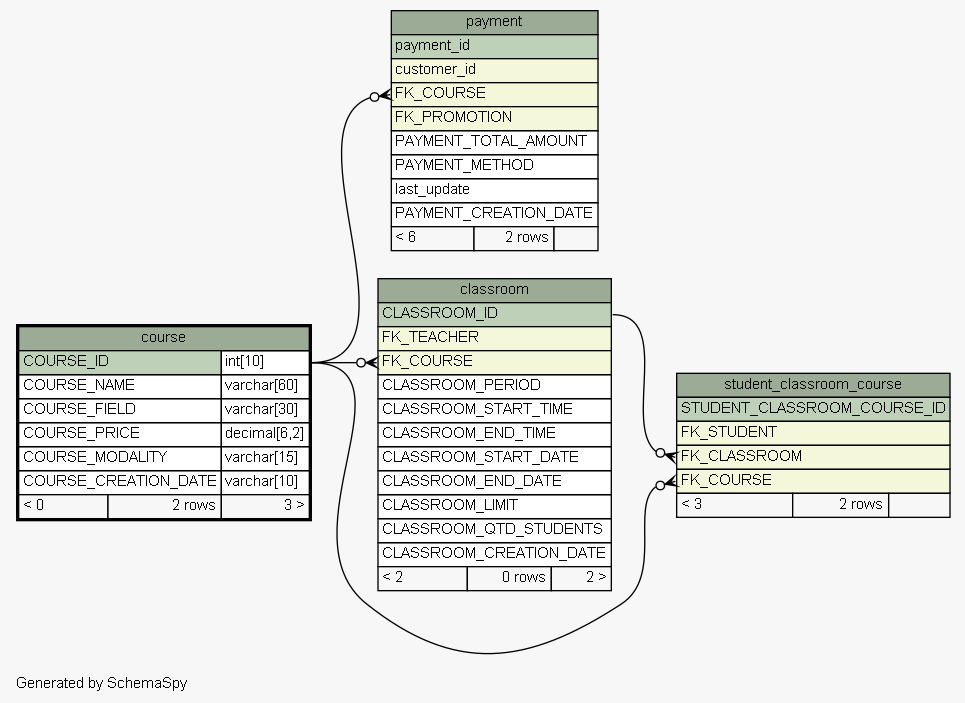 payment
payment_id
customer_id
FK_COURSE
FK_PROMOTION
PAYMENT_TOTAL_AMOUNT
PAYMENT_METHOD
last_update
PAYMENT_CREATION_DATE
< 6 2 rows
classroom
CLASSROOM_ID
FK_TEACHER
FK_COURSE
CLASSROOM_PERIOD
CLASSROOM_START_TIME
CLASSROOM_END_TIME
CLASSROOM_START_DATE
CLASSROOM_END_DATE
CLASSROOM_LIMIT
CLASSROOM_QTD_STUDENTS
CLASSROOM_CREATION_DATE
< 2 0 rows 2 >
course
COURSE_ID int[10]
COURSE_NAME varchar[60]
COURSE_FIELD varchar[30]
COURSE_PRICE decimal[6,2]
COURSE_MODALITY varchar[15]
COURSE_CREATION_DATE varchar[10]
< 0 2 rows 3 >
student_classroom_course
STUDENT_CLASSROOM_COURSE_ID
FK_STUDENT
FK_CLASSROOM
FK_COURSE
< 3 2 rows
Generated by SchemaSpy